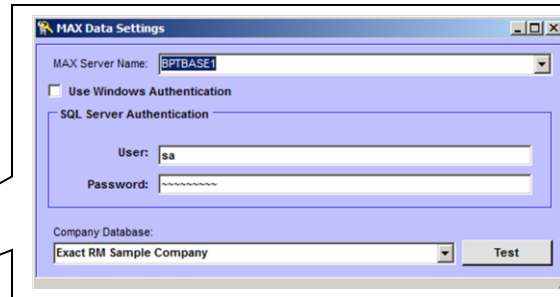 MAX Data Settings
MAX Server Name: BPTBASE1
Use Windows Authentication
SQL Server Authentication
User: sa
Password: ~~~~~~~~~
Company Database:
Exact RM Sample Company Test